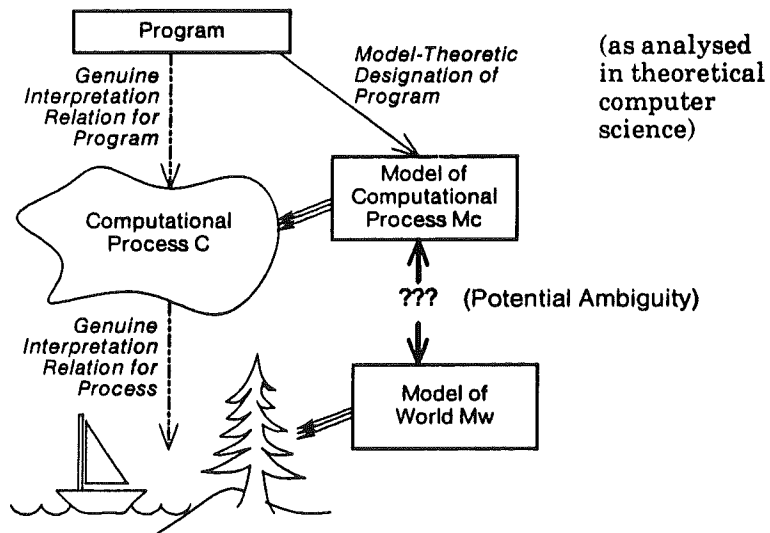 Program
Genuine
Interpretation
Relation for
Program
Model-Theoretic
Designation of
Program
(as analysed
in theoretical
computer
science)
Computational
Process C
Model of
Computational
Process Mc
??? (Potential Ambiguity)
Genuine
Interpretation
Relation for
Process
Model of
World Mw